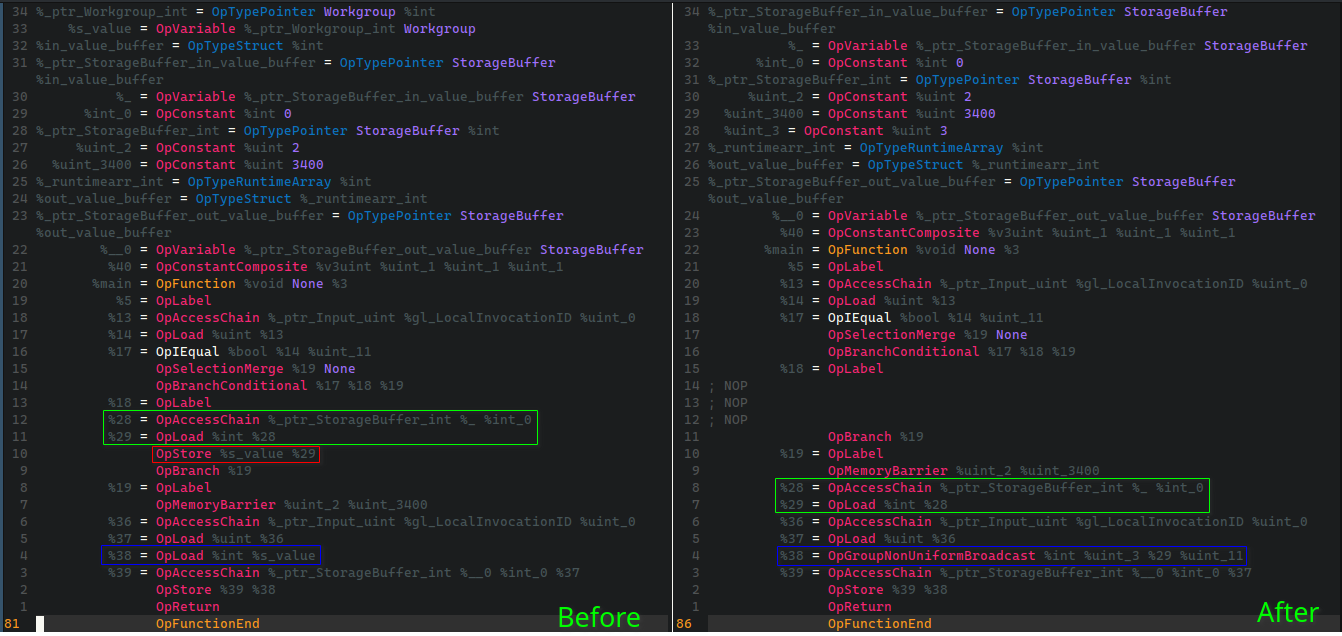 34 %_ptr_Workgroup_int = OpTypePointer Workgroup %int
33 %s_value = OpVariable %_ptr_Workgroup_int Workgroup
32 %in_value_buffer = OpTypeStruct %int
31 %_ptr_StorageBuffer_in_value_buffer = OpTypePointer StorageBuffer
%in_value_buffer
30 %_ = OpVariable %_ptr_StorageBuffer_in_value_buffer StorageBuffer
29 %int_0 = OpConstant %int 0
28 %_ptr_StorageBuffer_int = OpTypePointer StorageBuffer %int
27 %uint_2 = OpConstant %uint 2
26 %uint_3400 = OpConstant %uint 3400
25 %_runtimearr_int = OpTypeRuntimeArray %int
24 %out_value_buffer = OpTypeStruct %_runtimearr_int
23 %_ptr_StorageBuffer_out_value_buffer = OpTypePointer StorageBuffer
%out_value_buffer
22 %__0 = OpVariable %_ptr_StorageBuffer_out_value_buffer StorageBuffer
21 %40 = OpConstantComposite %v3uint %uint_1 %uint_1 %uint_1
20 %main = OpFunction %void None %3
19 %5 = OpLabel
18 %13 = OpAccessChain %_ptr_Input_uint %gl_LocalInvocationID %uint_0
17 %14 = OpLoad %uint %13
16 %17 = OpIEqual %bool %14 %uint_11
15 OpSelectionMerge %19 None
14 OpBranchConditional %17 %18 %19
13 %18 = OpLabel
12 %28 = OpAccessChain %_ptr_StorageBuffer_int %_ %int_0
11 %29 = OpLoad %int %28
10 OpStore %s_value %29
9 OpBranch %19
8 %19 = OpLabel
7 OpMemoryBarrier %uint_2 %uint_3400
6 %36 = OpAccessChain %_ptr_Input_uint %gl_LocalInvocationID %uint_0
5 %37 = OpLoad %uint %36
4 %38 = OpLoad %int %s_value
3 %39 = OpAccessChain %_ptr_StorageBuffer_int %__0 %int_0 %37
2 OpStore %39 %38
1 OpReturn
81 OpFunctionEnd
Before
34 %_ptr_StorageBuffer_in_value_buffer = OpTypePointer StorageBuffer
%in_value_buffer
33 %_ = OpVariable %_ptr_StorageBuffer_in_value_buffer StorageBuffer
32 %int_0 = OpConstant %int 0
31 %_ptr_StorageBuffer_int = OpTypePointer StorageBuffer %int
30 %uint_2 = OpConstant %uint 2
29 %uint_3400 = OpConstant %uint 3400
28 %uint_3 = OpConstant %uint 3
27 %_runtimearr_int = OpTypeRuntimeArray %int
26 %out_value_buffer = OpTypeStruct %_runtimearr_int
25 %_ptr_StorageBuffer_out_value_buffer = OpTypePointer StorageBuffer
%out_value_buffer
24 %__0 = OpVariable %_ptr_StorageBuffer_out_value_buffer StorageBuffer
23 %40 = OpConstantComposite %v3uint %uint_1 %uint_1 %uint_1
22 %main = OpFunction %void None %3
21 %5 = OpLabel
20 %13 = OpAccessChain %_ptr_Input_uint %gl_LocalInvocationID %uint_0
19 %14 = OpLoad %uint %13
18 %17 = OpIEqual %bool %14 %uint_11
17 OpSelectionMerge %19 None
16 OpBranchConditional %17 %18 %19
15 %18 = OpLabel
14 ; NOP
13 ; NOP
12 ; NOP
11 OpBranch %19
10 %19 = OpLabel
9 OpMemoryBarrier %uint_2 %uint_3400
8 %28 = OpAccessChain %_ptr_StorageBuffer_int %_ %int_0
7 %29 = OpLoad %int %28
6 %36 = OpAccessChain %_ptr_Input_uint %gl_LocalInvocationID %uint_0
5 %37 = OpLoad %uint %36
4 %38 = OpGroupNonUniformBroadcast %int %uint_3 %29 %uint_11
3 %39 = OpAccessChain %_ptr_StorageBuffer_int %__0 %int_0 %37
2 OpStore %39 %38
1 OpReturn
86 OpFunctionEnd
After